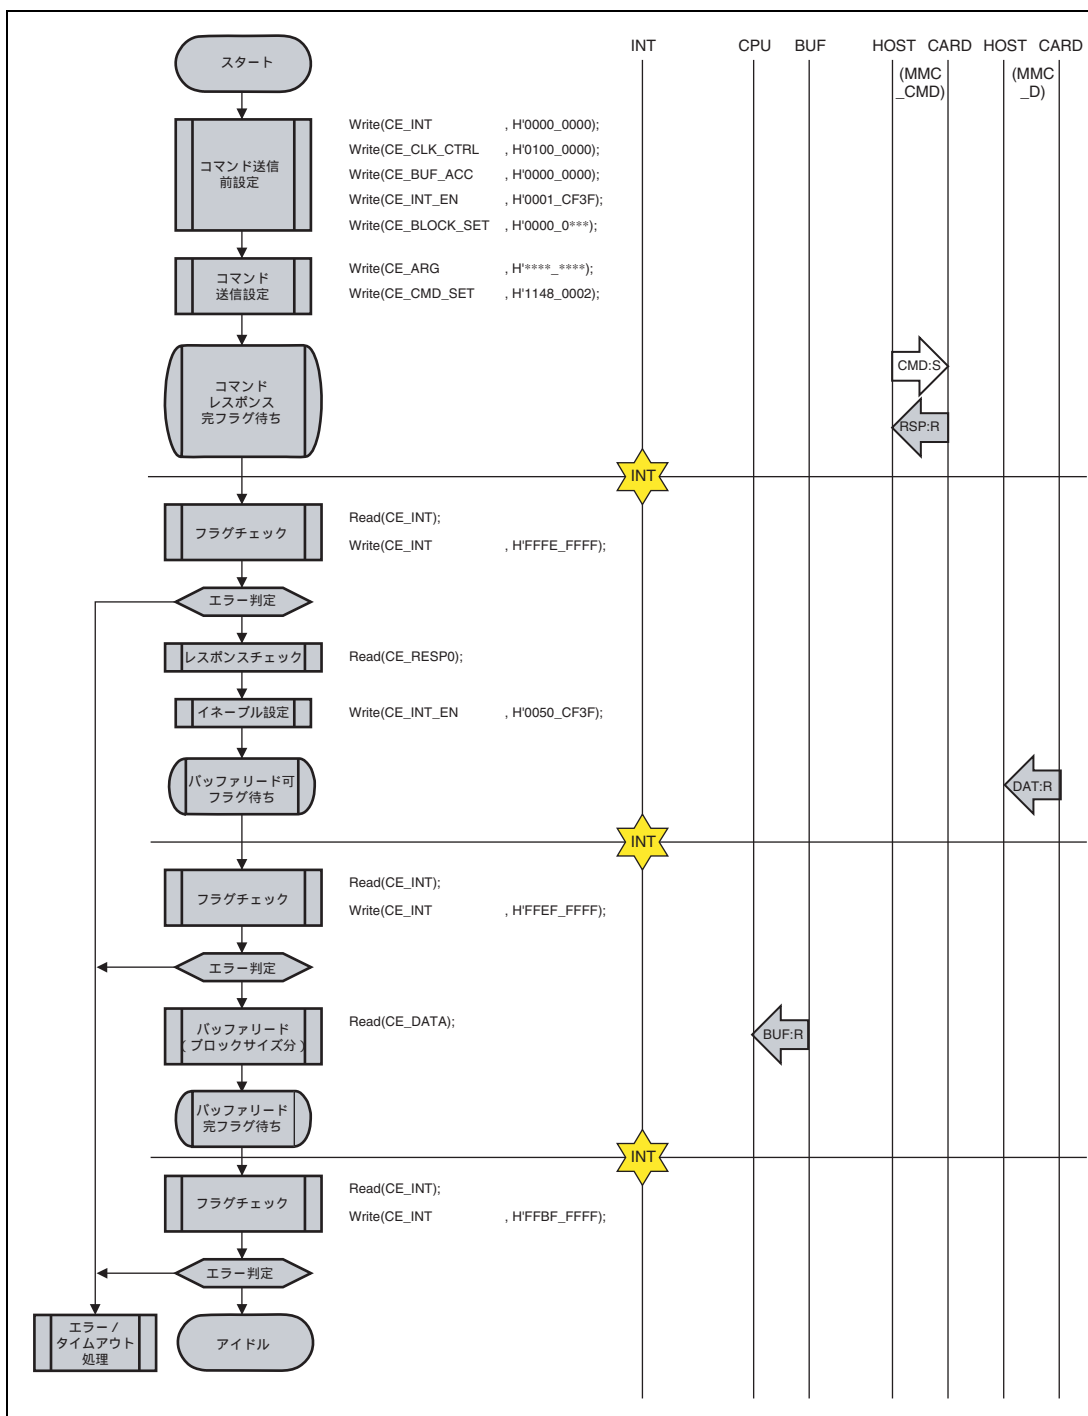 スタート
INT
CPU
BUF
HOST
CARD
HOST
CARD
(MMC
_CMD)
(MMC
_D)
コマンド送信
前設定
Write(CE_INT , H'0000_0000);
Write(CE_CLK_CTRL , H'0100_0000);
Write(CE_BUF_ACC , H'0000_0000);
Write(CE_INT_EN , H'0001_CF3F);
Write(CE_BLOCK_SET , H'0000_0***);
コマンド
送信設定
Write(CE_ARG , H'****_****);
Write(CE_CMD_SET , H'1148_0002);
コマンド
レスポンス
完フラグ待ち
CMD:S
RSP:R
INT
フラグチェック
Read(CE_INT);
Write(CE_INT , H'FFFE_FFFF);
エラー判定
レスポンスチェック
Read(CE_RESP0);
イネーブル設定
Write(CE_INT_EN , H'0050_CF3F);
バッファリード可
フラグ待ち
DAT:R
INT
フラグチェック
Read(CE_INT);
Write(CE_INT , H'FFEF_FFFF);
エラー判定
バッファリード
(ブロックサイズ分)
Read(CE_DATA);
BUF:R
バッファリード
完フラグ待ち
INT
フラグチェック
Read(CE_INT);
Write(CE_INT , H'FFBF_FFFF);
エラー判定
エラー /
タイムアウト
処理
アイドル